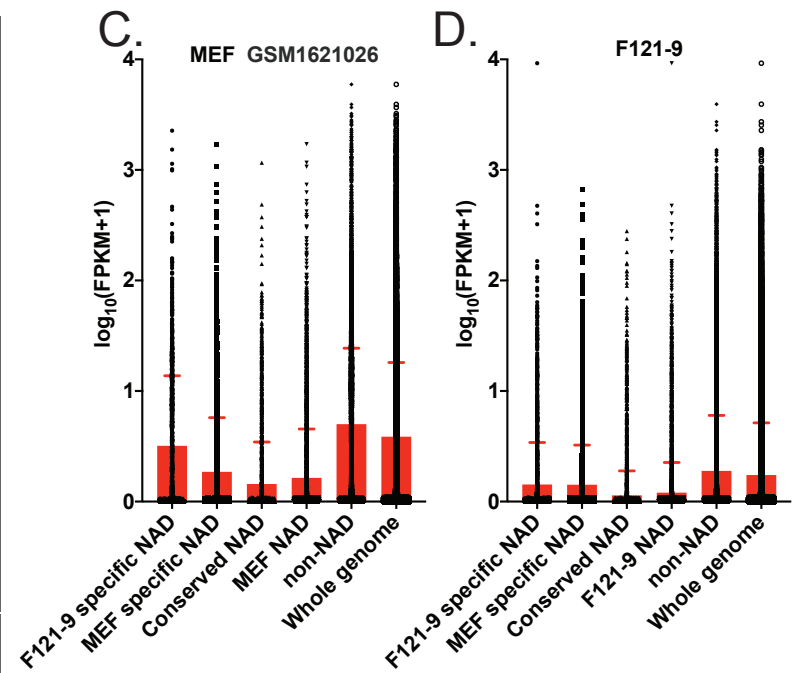 C.
MEF GSM1621026
log10(FPKM+1)
4
3
2
1
0
F121-9 specific NAD
MEF specific NAD
Conserved NAD
MEF NAD
non-NAD
Whole genome
D.
F121-9
log10(FPKM+1)
4
3
2
1
0
F121-9 specific NAD
MEF specific NAD
Conserved NAD
F121-9 NAD
non-NAD
Whole genome